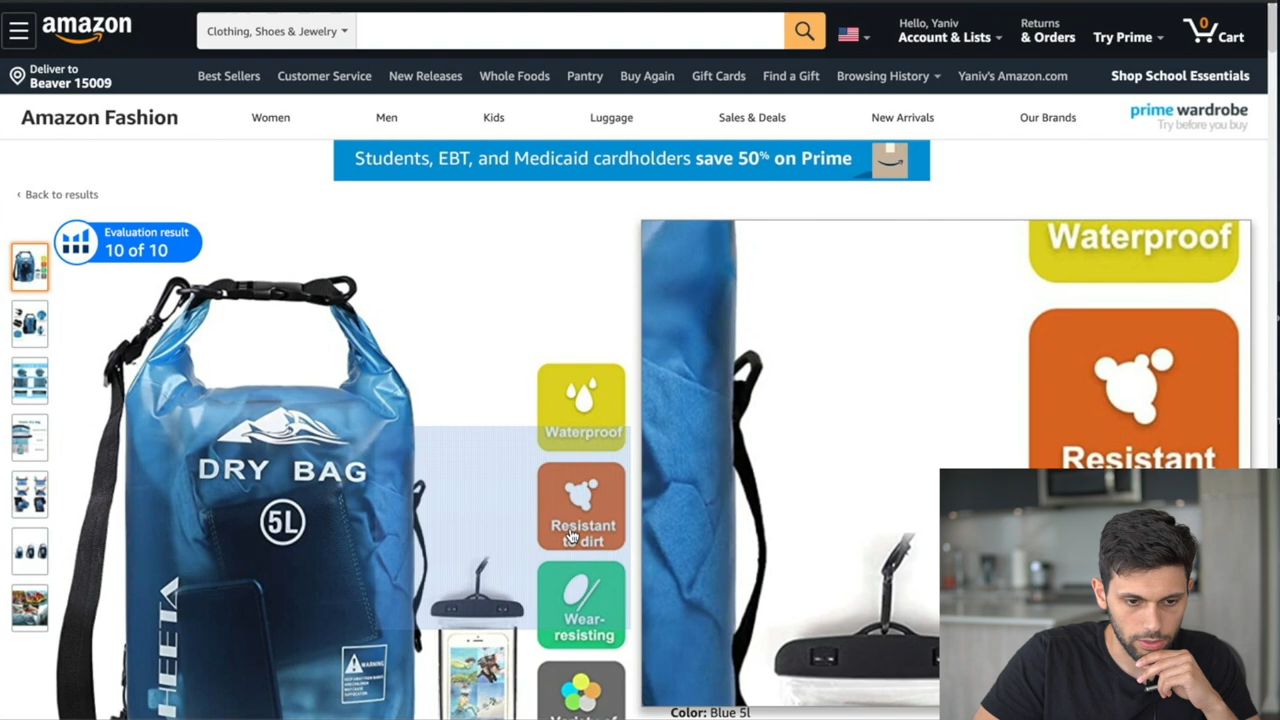 amazon
Clothing, Shoes & Jewelry
Hello, Yaniv
Account & Lists
Returns
& Orders
Try Prime
0
Cart
Deliver to
Beaver 15009
Best Sellers
Customer Service
New Releases
Whole Foods
Pantry
Buy Again
Gift Cards
Find a Gift
Browsing History
Yaniv's Amazon.com
Shop School Essentials
Amazon Fashion
Women
Men
Kids
Luggage
Sales & Deals
New Arrivals
Our Brands
prime wardrobe
Try before you buy
Students, EBT, and Medicaid cardholders save 50% on Prime
‹ Back to results
Evaluation result
10 of 10
DRY BAG
5L
HEETA
WARNING
Waterproof
Resistant
to dirt
Wear-
resisting
Waterproof
Resistant
Color: Blue 5l